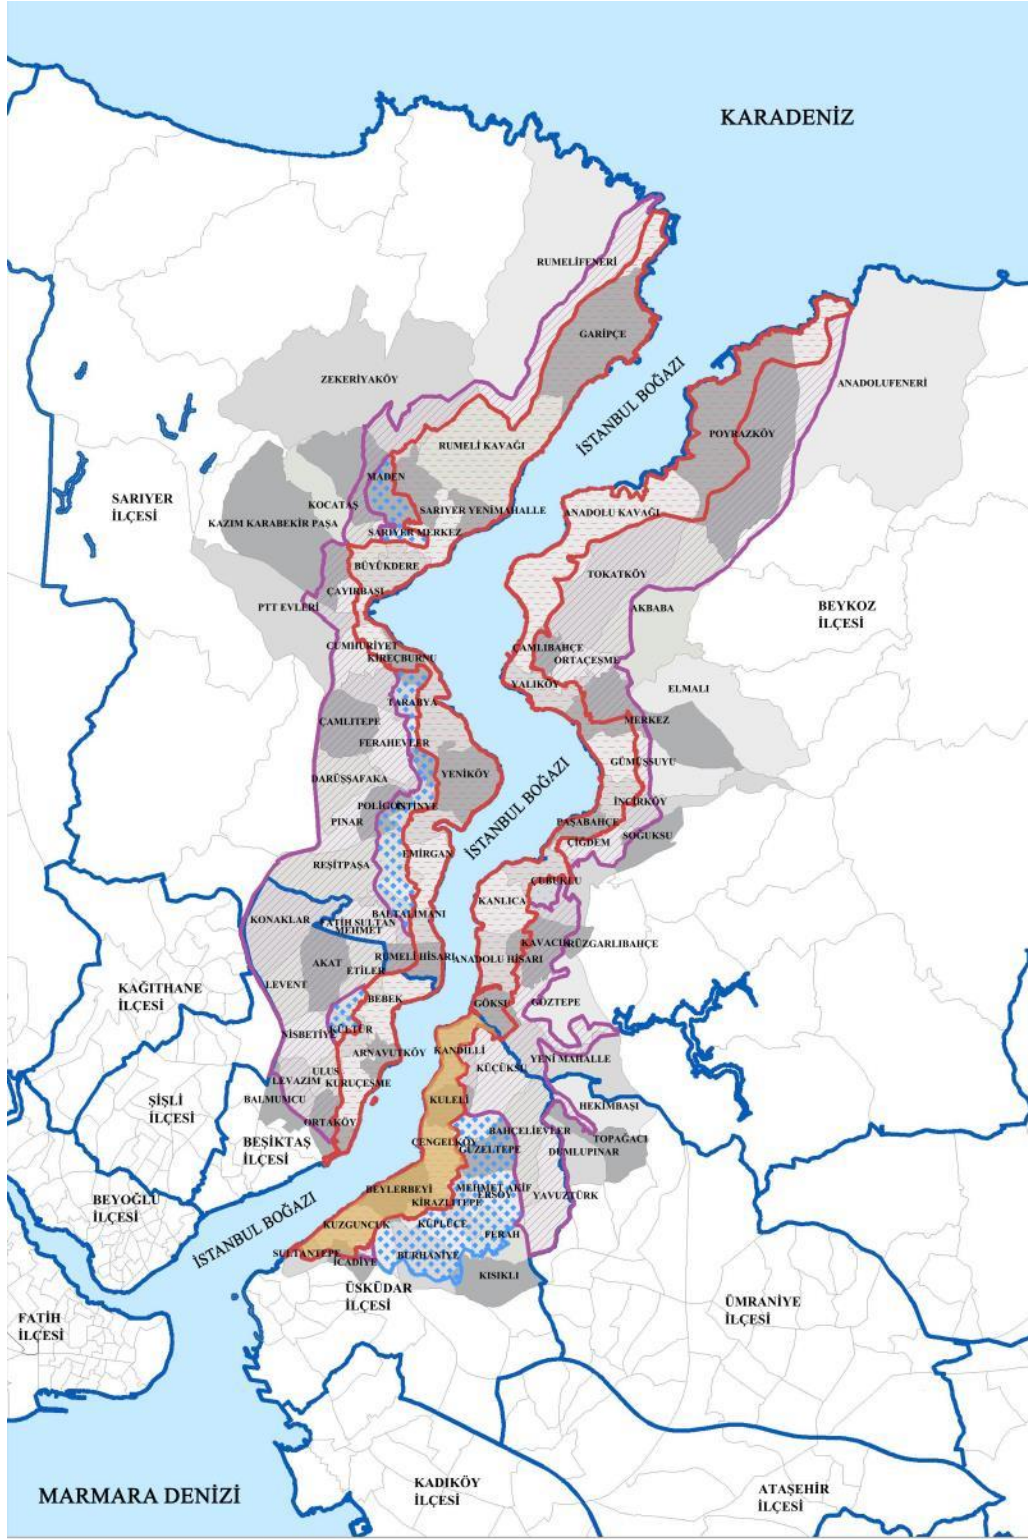 KARADENİZ
RUMELİFENERİ
GARİPÇE
İSTANBUL BOĞAZI
ZEKERİYAKÖY
ANADOLUFENERİ
POYRAZKÖY
RUMELİ KAVAĞI
MADEN
SARIYER
İLÇESİ
KOCATAŞ
SARIYER YENİMAHALLE
ANADOLU KAVAĞI
KAZIM KARABEKİR PAŞA
SARIYER MERKEZ
BÜYÜKDERE
TOKATKÖY
ÇAYIRBAŞI
PTT EVLERİ
AKBABA
BEYKOZ
İLÇESİ
CUMHURİYET
KİREÇBURNU
ÇAMLIBAHÇE
ORTAÇEŞME
YALIKÖY
ELMALI
TARABYA
ÇAMLITEPE
MERKEZ
FERAHEVLER
GÜMÜŞSUYU
DARÜŞŞAFAKA
YENİKÖY
İSTANBUL BOĞAZI
POLİGON
İSTİNYE
İNCİRKÖY
PINAR
PAŞABAHÇE
SOĞUKSU
ÇİĞDEM
EMİRGAN
REŞİTPAŞA
ÇUBUKLU
KANLICA
BALTALIMANI
KONAKLAR
FATİH SULTAN
MEHMET
KAVACIK
RÜZGARLIBAHÇE
RUMELİ HİSARI
ANADOLU HİSARI
AKAT
ETİLER
LEVENT
KAĞITHANE
İLÇESİ
BEBEK
GÖKSU
GÖZTEPE
NİSBETİYE
KÜLTÜR
ARNAVUTKÖY
KANDİLLİ
KÜÇÜKSU
YENİ MAHALLE
ULUS
LEVAZIM
KURUÇEŞME
BALMUMCU
KULELİ
ŞİŞLİ
İLÇESİ
HEKİMBAŞI
ORTAKÖY
BEŞİKTAŞ
İLÇESİ
BAHÇELİEVLER
TOPAĞACI
ÇENGELKÖY
GÜZELTEPE
DUMLUPINAR
BEYOĞLU
İLÇESİ
BEYLERBEYİ
MEHMET AKİF
ERSOY
YAVUZTÜRK
KİRAZLITEPE
İSTANBUL BOĞAZI
KUZGUNCUK
KÜPLÜCE
FERAH
SULTANTEPE
İCADİYE
BURHANİYE
KISIKLI
ÜSKÜDAR
İLÇESİ
ÜMRANİYE
İLÇESİ
FATİH
İLÇESİ
MARMARA DENİZİ
KADIKÖY
İLÇESİ
ATAŞEHİR
İLÇESİ